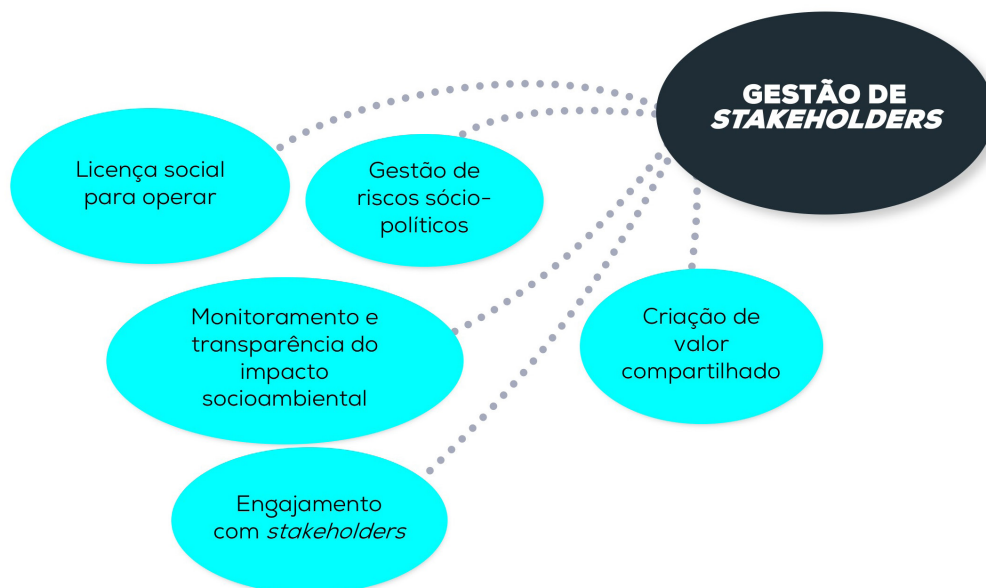 GESTÃO DE
STAKEHOLDERS
Licença social
para operar
Gestão de
riscos sócio-
políticos
Monitoramento e
transparência do
impacto
socioambiental
Criação de
valor
compartilhado
Engajamento
com stakeholders